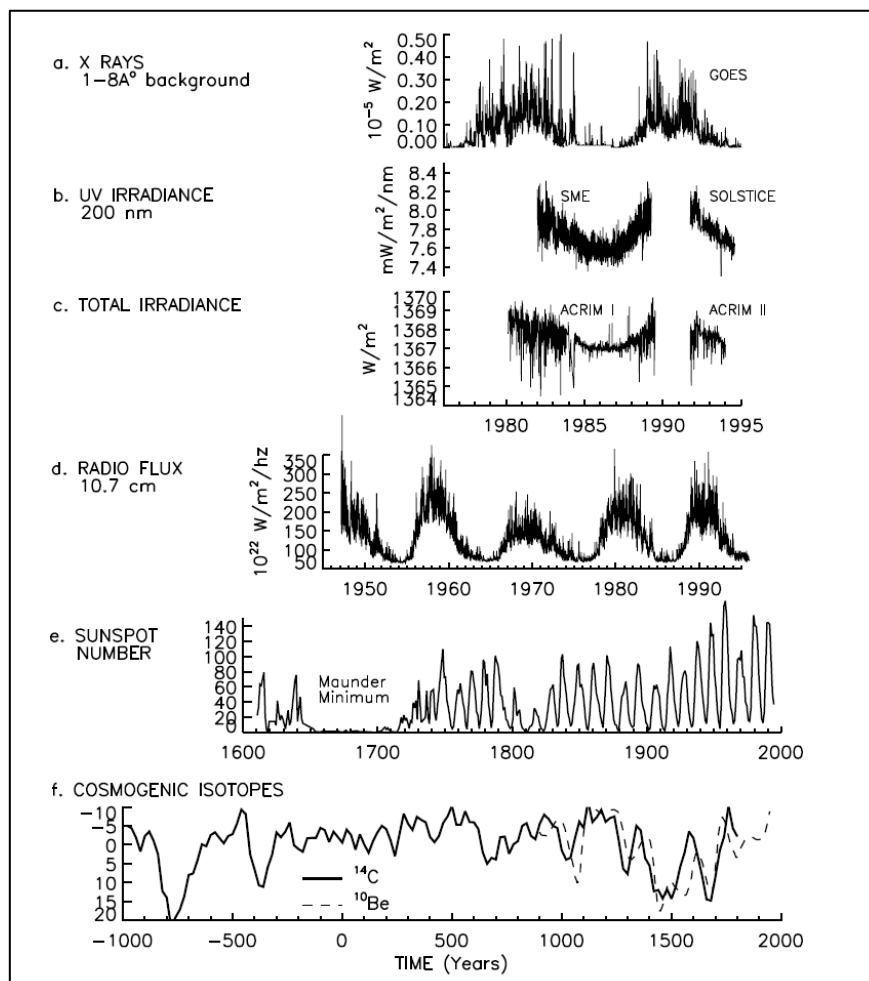 a. X RAYS
1–8A° background
10⁻⁵ W/m²
0.50
0.40
0.30
0.20
0.10
0.00
GOES
b. UV IRRADIANCE
200 nm
mW/m²/nm
8.4
8.2
8.0
7.8
7.6
7.4
SME
SOLSTICE
c. TOTAL IRRADIANCE
W/m²
1370
1369
1368
1367
1366
1365
1364
ACRIM I
ACRIM II
1980 1985 1990 1995
d. RADIO FLUX
10.7 cm
10²² W/m²/hz
350
300
250
200
150
100
50
1950 1960 1970 1980 1990
e. SUNSPOT
NUMBER
140
120
100
80
60
40
20
0
Maunder
Minimum
1600 1700 1800 1900 2000
f. COSMOGENIC ISOTOPES
−10
−5
0
5
10
15
20
¹⁴C
¹⁰Be
−1000 −500 0 500 1000 1500 2000
TIME (Years)